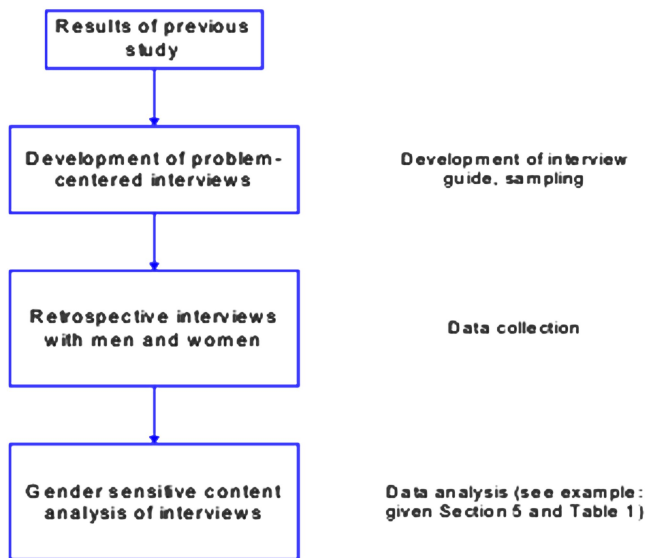 Results of previous
study
Development of problem-
centered interviews
Development of interview
guide, sampling
Retrospective interviews
with men and women
Data collection
Gender sensitive content
analysis of interviews
Data analysis (see example:
given Section 5 and Table 1)